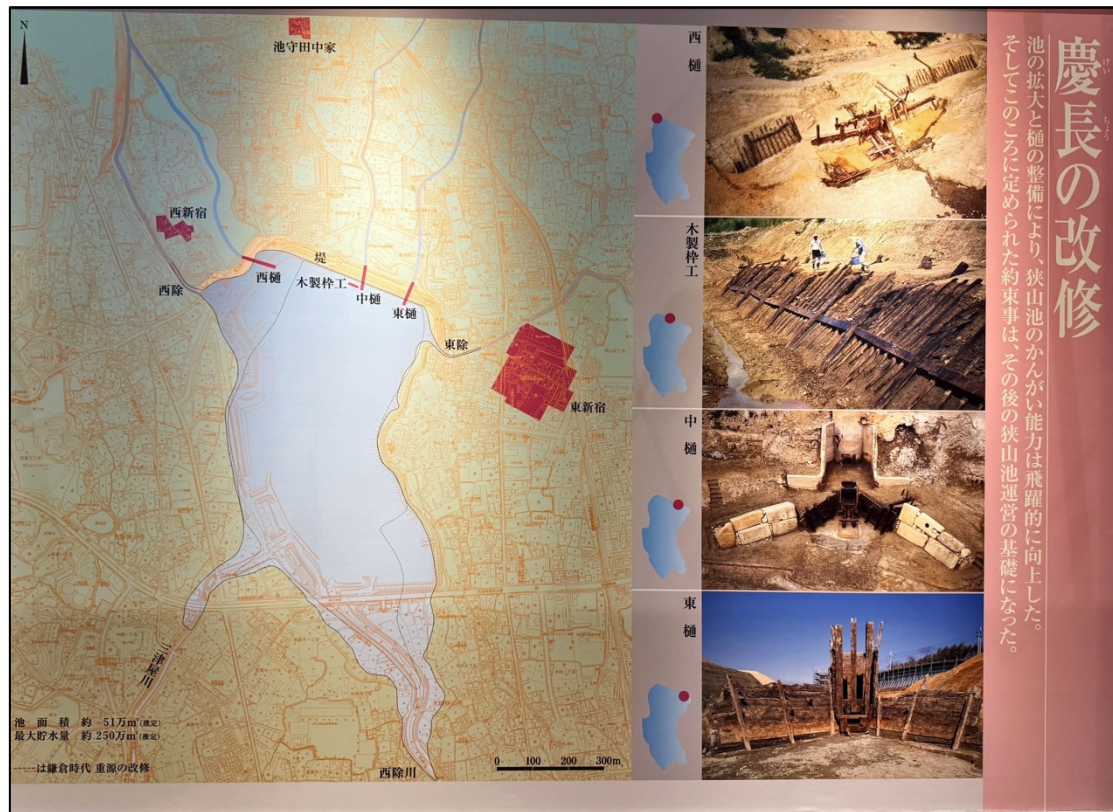 慶長の改修
けいちょう
池の拡大と樋の整備により、狭山池のかんがい能力は飛躍的に向上した。
そしてこのころに定められた約束事は、その後の狭山池運営の基礎になった。
西樋
木製枠工
中樋
東樋
N
池守田中家
西新宿
西除
西樋
堤
木製枠工
中樋
東樋
東除
東新宿
三津屋川
池面積 約 51万㎡(推定)
最大貯水量 約 250万㎥(推定)
-----は鎌倉時代 重源の改修
西除川
0 100 200 300m